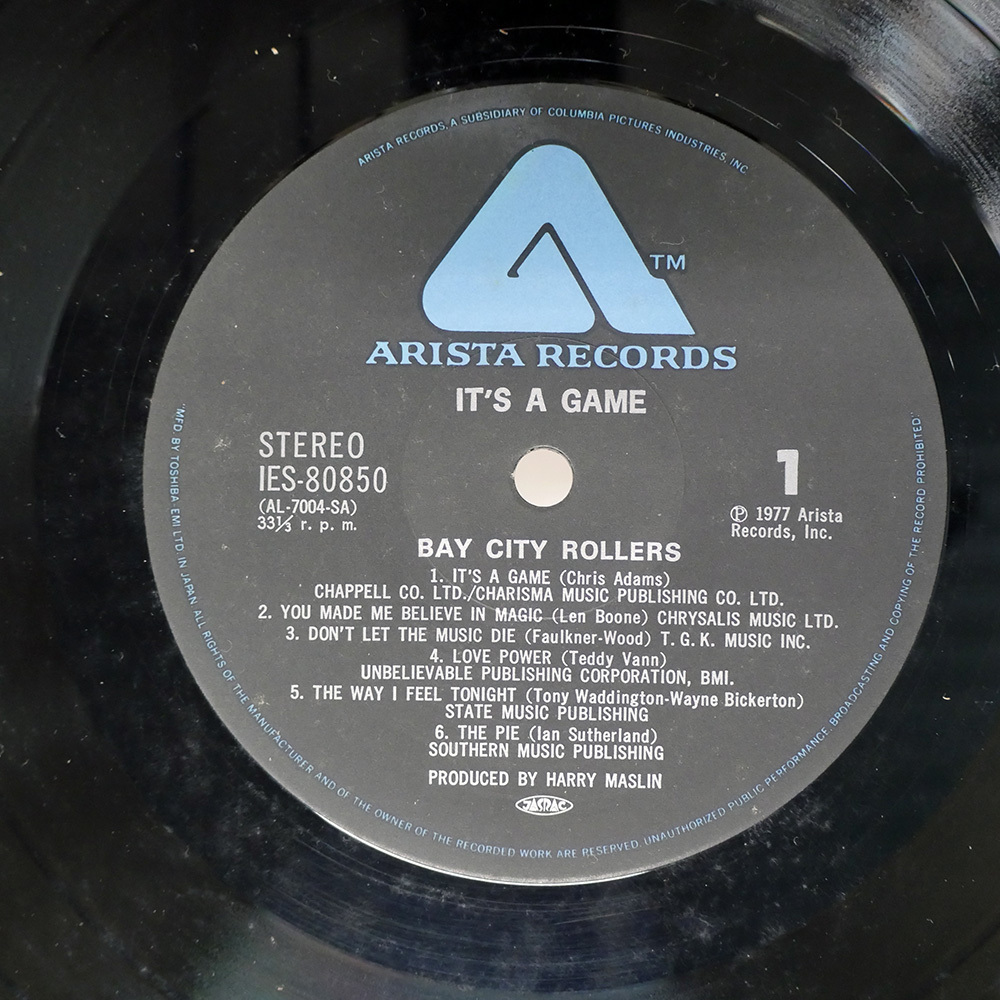 ARISTA RECORDS, A SUBSIDIARY OF COLUMBIA PICTURES INDUSTRIES, INC
TM
ARISTA RECORDS
IT'S A GAME
STEREO
IES-80850
(AL-7004-SA)
33⅓ r. p. m.
1
Ⓟ 1977 Arista
Records, Inc.
BAY CITY ROLLERS
1. IT'S A GAME (Chris Adams)
CHAPPELL CO. LTD./CHARISMA MUSIC PUBLISHING CO. LTD.
2. YOU MADE ME BELIEVE IN MAGIC (Len Boone) CHRYSALIS MUSIC LTD.
3. DON'T LET THE MUSIC DIE (Faulkner-Wood) T. G. K. MUSIC INC.
4. LOVE POWER (Teddy Vann)
UNBELIEVABLE PUBLISHING CORPORATION, BMI.
5. THE WAY I FEEL TONIGHT (Tony Waddington-Wayne Bickerton)
STATE MUSIC PUBLISHING
6. THE PIE (Ian Sutherland)
SOUTHERN MUSIC PUBLISHING
PRODUCED BY HARRY MASLIN
JASRAC
"MFD. BY TOSHIBA EMI LTD. IN JAPAN ALL RIGHTS OF THE MANUFACTURER AND OF THE OWNER OF THE RECORDED WORK ARE RESERVED. UNAUTHORIZED PUBLIC PERFORMANCE, BROADCASTING AND COPYING OF THE RECORD PROHIBITED"